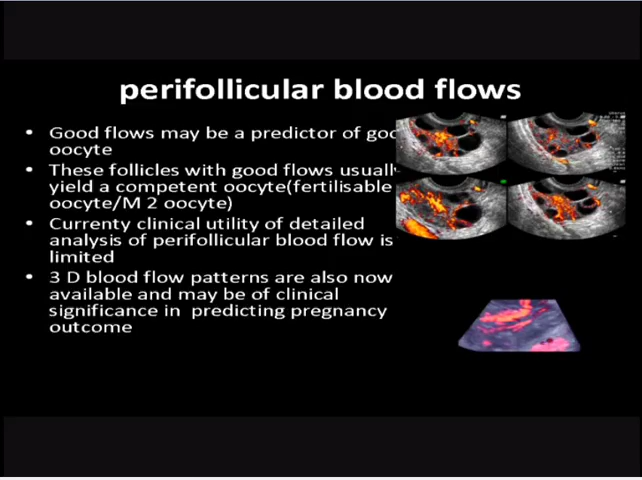 perifollicular blood flows
• Good flows may be a predictor of goo
oocyte
• These follicles with good flows usuall
yield a competent oocyte(fertilisable
oocyte/M 2 oocyte)
• Currenty clinical utility of detailed
analysis of perifollicular blood flow is
limited
• 3 D blood flow patterns are also now
available and may be of clinical
significance in predicting pregnancy
outcome